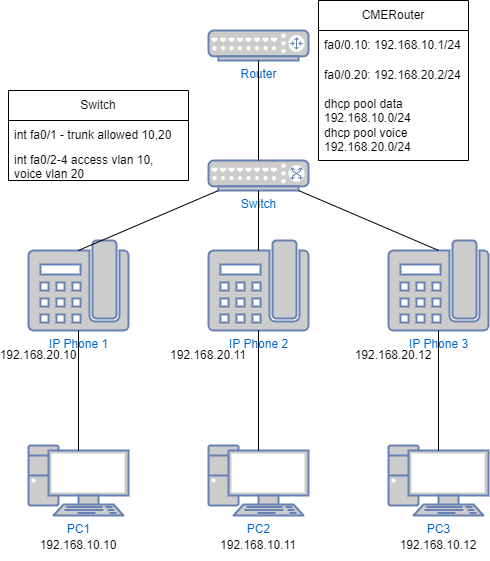 CMERouter
fa0/0.10: 192.168.10.1/24
fa0/0.20: 192.168.20.2/24
dhcp pool data
192.168.10.0/24
dhcp pool voice
192.168.20.0/24
Router
Switch
int fa0/1 - trunk allowed 10,20
int fa0/2-4 access vlan 10,
voice vlan 20
Switch
IP Phone 1
192.168.20.10
IP Phone 2
192.168.20.11
IP Phone 3
192.168.20.12
PC1
192.168.10.10
PC2
192.168.10.11
PC3
192.168.10.12